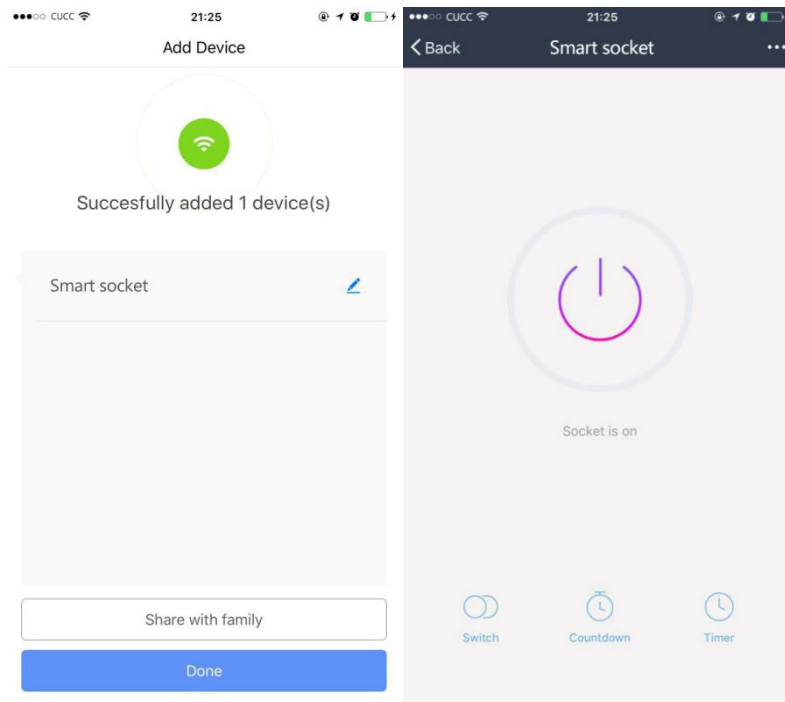 CUCC 21:25
Add Device
Succesfully added 1 device(s)
Smart socket
Share with family
Done
CUCC 21:25
Back Smart socket
Socket is on
Switch Countdown Timer